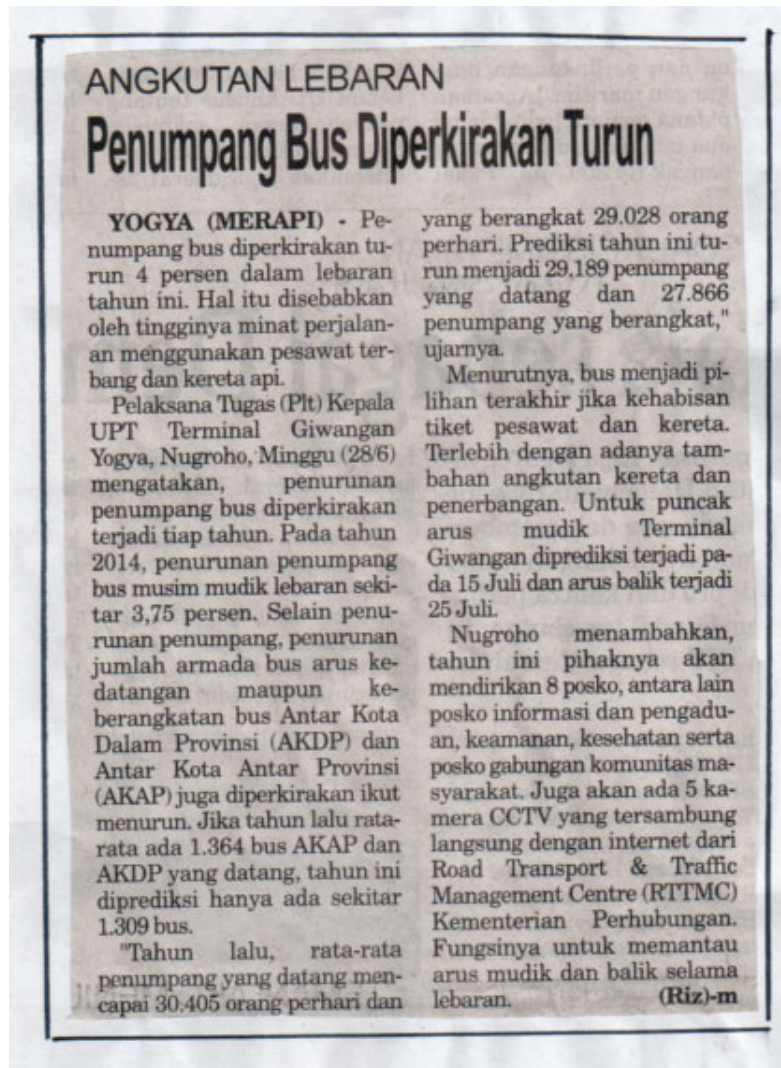 ANGKUTAN LEBARAN
Penumpang Bus Diperkirakan Turun
YOGYA (MERAPI) - Pe-
numpang bus diperkirakan tu-
run 4 persen dalam lebaran
tahun ini. Hal itu disebabkan
oleh tingginya minat perjalan-
an menggunakan pesawat ter-
bang dan kereta api.
Pelaksana Tugas (Plt) Kepala
UPT Terminal Giwangan
Yogya, Nugroho, Minggu (28/6)
mengatakan, penurunan
penumpang bus diperkirakan
terjadi tiap tahun. Pada tahun
2014, penurunan penumpang
bus musim mudik lebaran seki-
tar 3,75 persen. Selain penu-
runan penumpang, penurunan
jumlah armada bus arus ke-
datangan maupun ke-
berangkatan bus Antar Kota
Dalam Provinsi (AKDP) dan
Antar Kota Antar Provinsi
(AKAP) juga diperkirakan ikut
menurun. Jika tahun lalu rata-
rata ada 1.364 bus AKAP dan
AKDP yang datang, tahun ini
diprediksi hanya ada sekitar
1.309 bus.
"Tahun lalu, rata-rata
penumpang yang datang men-
capai 30.405 orang perhari dan
yang berangkat 29.028 orang
perhari. Prediksi tahun ini tu-
run menjadi 29.189 penumpang
yang datang dan 27.866
penumpang yang berangkat,"
ujarnya.
Menurutnya, bus menjadi pi-
lihan terakhir jika kehabisan
tiket pesawat dan kereta.
Terlebih dengan adanya tam-
bahan angkutan kereta dan
penerbangan. Untuk puncak
arus mudik Terminal
Giwangan diprediksi terjadi pa-
da 15 Juli dan arus balik terjadi
25 Juli.
Nugroho menambahkan,
tahun ini pihaknya akan
mendirikan 8 posko, antara lain
posko informasi dan pengadu-
an, keamanan, kesehatan serta
posko gabungan komunitas ma-
syarakat. Juga akan ada 5 ka-
mera CCTV yang tersambung
langsung dengan internet dari
Road Transport & Traffic
Management Centre (RTTMC)
Kementerian Perhubungan.
Fungsinya untuk memantau
arus mudik dan balik selama
lebaran. (Riz)-m